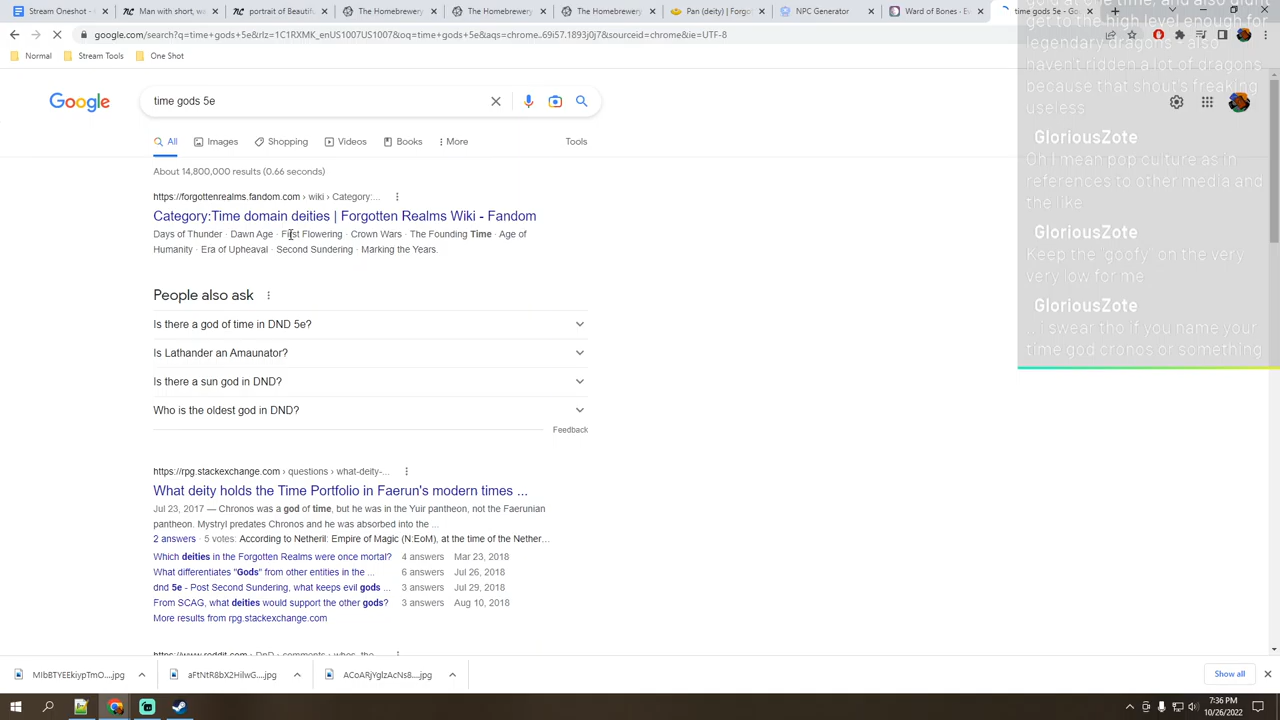 Stream Oneshot - 
Man with short, w
portrait of Beautif
The Homebrewery
The Homebrewery
The Homebrewery
Pan (deity) | Forgot
NPC Generator
Ward of Bones - Ev
time gods 5e - Go
google.com/search?q=time+gods+5e&rlz=1C1RXMK_enUS1007US1007&oq=time+gods+5e&aqs=chrome.69i57.1893j0j7&sourceid=chrome&ie=UTF-8
Normal
Stream Tools
One Shot
gold at one time, and also didn't
get to the high level enough for
legendary dragons * also
havent ridden a lot of dragons
because that shout's freaking
useless
GloriousZote
Oh I mean pop culture as in
references to other media and
the like
GloriousZote
Keep the "goofy" on the very
very low for me
GloriousZote
... i swear tho if you name your
time god cronos or something
Google
time gods 5e
All
Images
Shopping
Videos
Books
More
Tools
About 14,800,000 results (0.66 seconds)
https://forgottenrealms.fandom.com › wiki › Category:...
Category:Time domain deities | Forgotten Realms Wiki - Fandom
Days of Thunder · Dawn Age · First Flowering · Crown Wars · The Founding Time · Age of
Humanity · Era of Upheaval · Second Sundering · Marking the Years.
People also ask
Is there a god of time in DND 5e?
Is Lathander an Amaunator?
Is there a sun god in DND?
Who is the oldest god in DND?
Feedback
https://rpg.stackexchange.com › questions › what-deity-...
What deity holds the Time Portfolio in Faerun's modern times ...
Jul 23, 2017 — Chronos was a god of time, but he was in the Yuir pantheon, not the Faerunian
pantheon. Mystryl predates Chronos and he was absorbed into the ...
2 answers · 5 votes: According to Netheril: Empire of Magic (N:EoM), at the time of the Nether...
Which deities in the Forgotten Realms were once mortal? 4 answers Mar 23, 2018
What differentiates "Gods" from other entities in the ... 6 answers Jul 26, 2018
dnd 5e - Post Second Sundering, what keeps evil gods ... 3 answers Jul 29, 2018
From SCAG, what deities would support the other gods? 3 answers Aug 10, 2018
More results from rpg.stackexchange.com
MIbBTYEEkiypTmO....jpg
aFtNtR8bX2HilwG....jpg
ACoARjYglzAcNs8....jpg
Show all
7:36 PM
10/26/2022